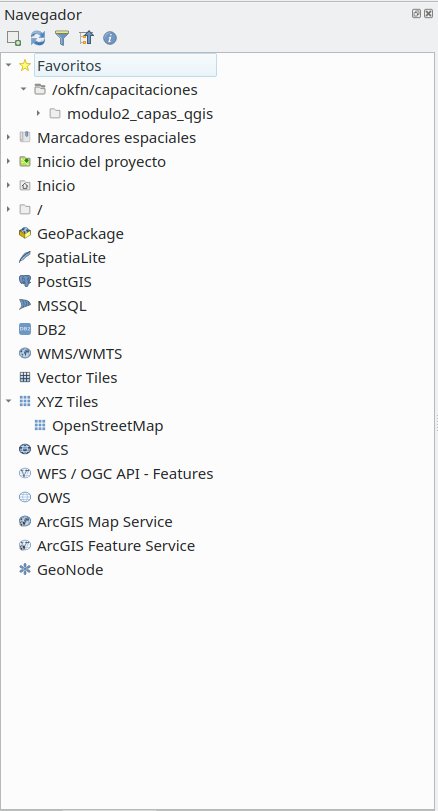 Navegador
Favoritos
/okfn/capacitaciones
modulo2_capas_qgis
Marcadores espaciales
Inicio del proyecto
Inicio
/
GeoPackage
SpatiaLite
PostGIS
MSSQL
DB2
WMS/WMTS
Vector Tiles
XYZ Tiles
OpenStreetMap
WCS
WFS / OGC API - Features
OWS
ArcGIS Map Service
ArcGIS Feature Service
GeoNode